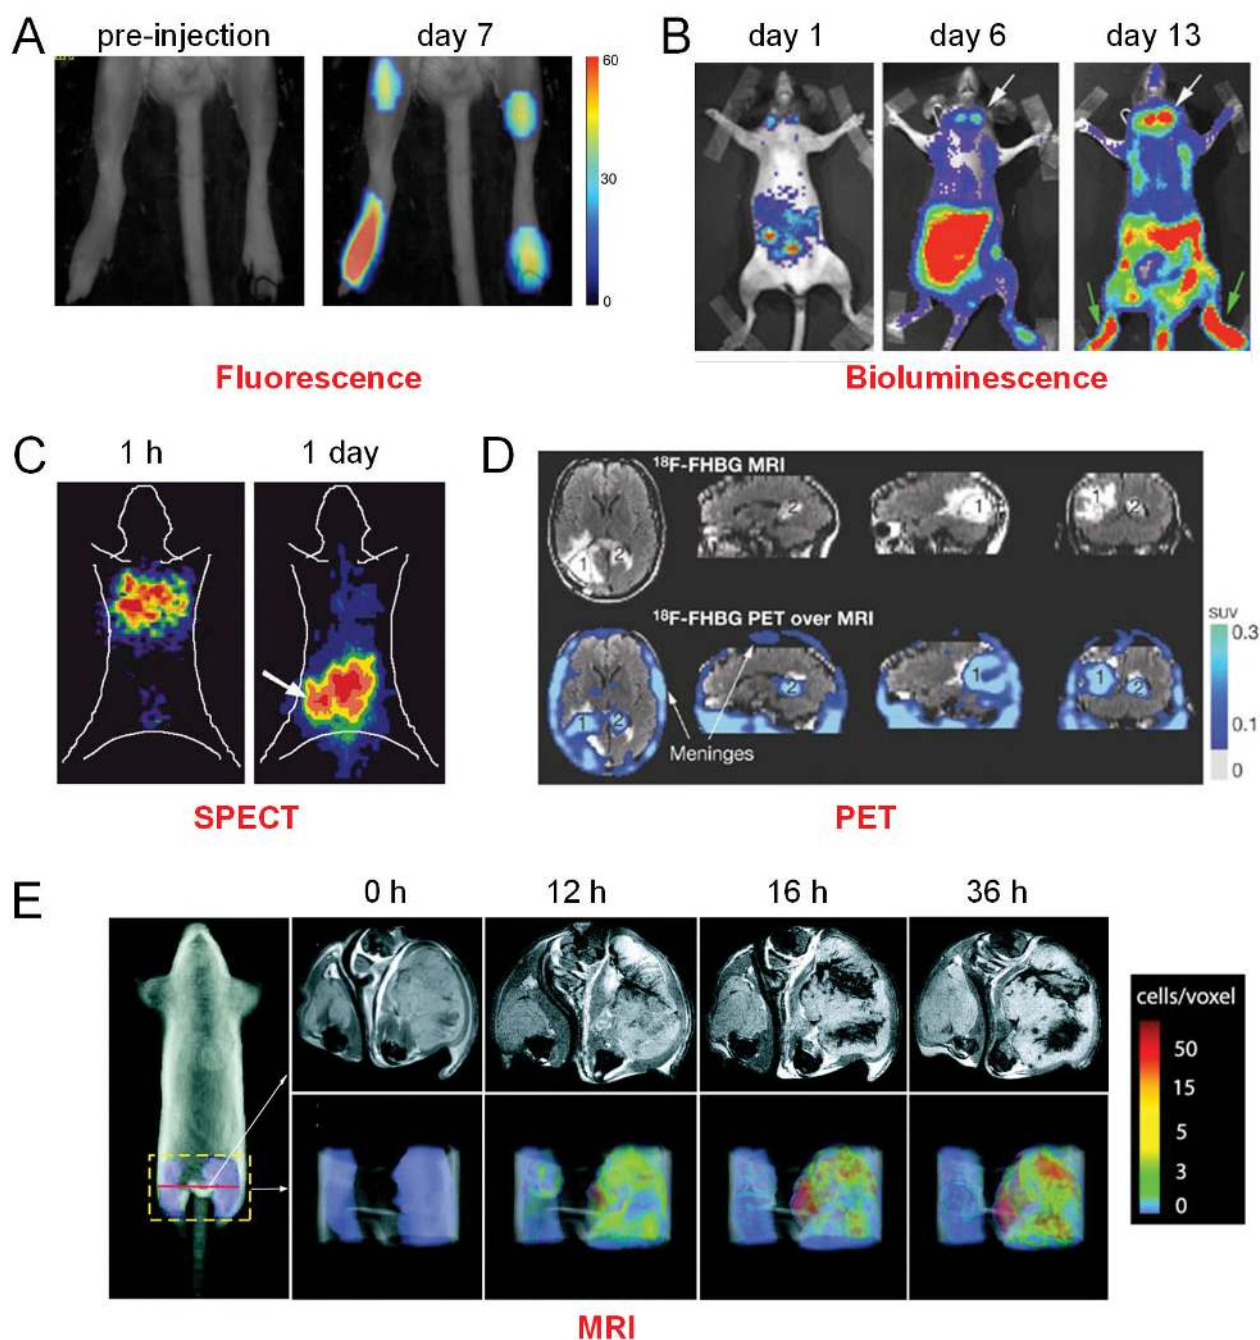 A
pre-injection
day 7
60
30
0
Fluorescence
B
day 1
day 6
day 13
Bioluminescence
C
1 h
1 day
SPECT
D
¹⁸F-FHBG MRI
1
2
2
1
1
2
¹⁸F-FHBG PET over MRI
1
2
2
1
1
2
Meninges
SUV
0.3
0.1
0
PET
E
0 h
12 h
16 h
36 h
cells/voxel
50
15
5
3
0
MRI